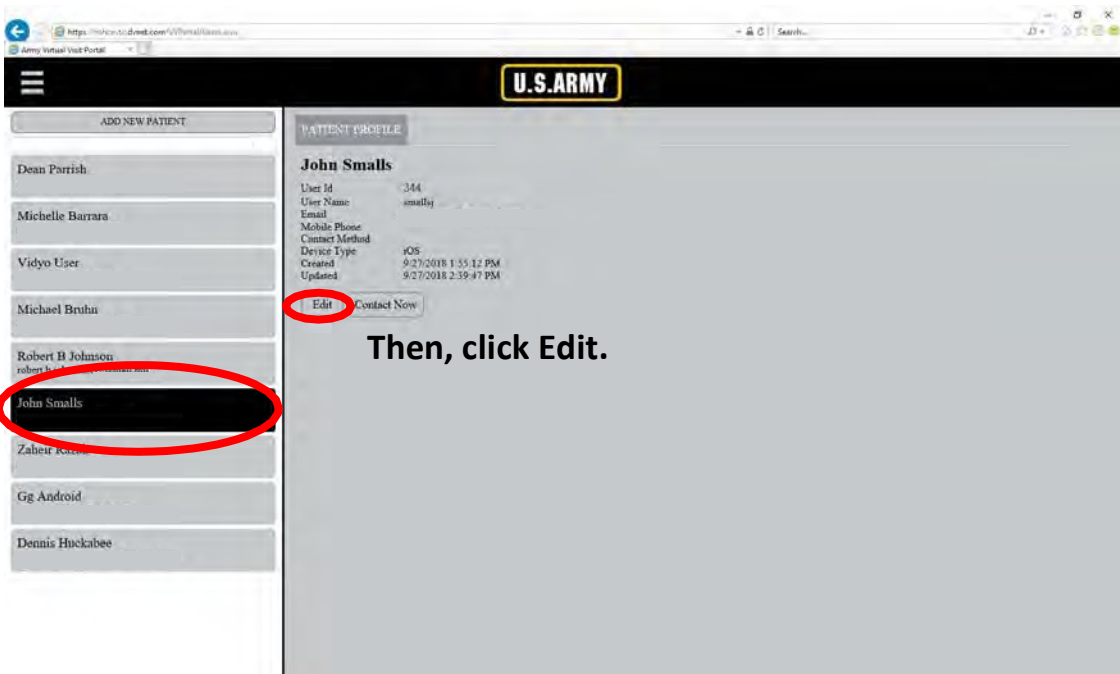 https
Army Virtual Visit Portal
Search...
U.S.ARMY
ADD NEW PATIENT
PATIENT PROFILE
Dean Parrish
Michelle Barrara
Vidyo User
Michael Bruhn
Robert B Johnson
John Smalls
Zaheir
Gg Android
Dennis Huckabee
John Smalls
User Id 344
User Name smallsj
Email
Mobile Phone
Contact Method
Device Type iOS
Created 9/27/2018 1:55:12 PM
Updated 9/27/2018 2:39:47 PM
Edit Contact Now
Then, click Edit.